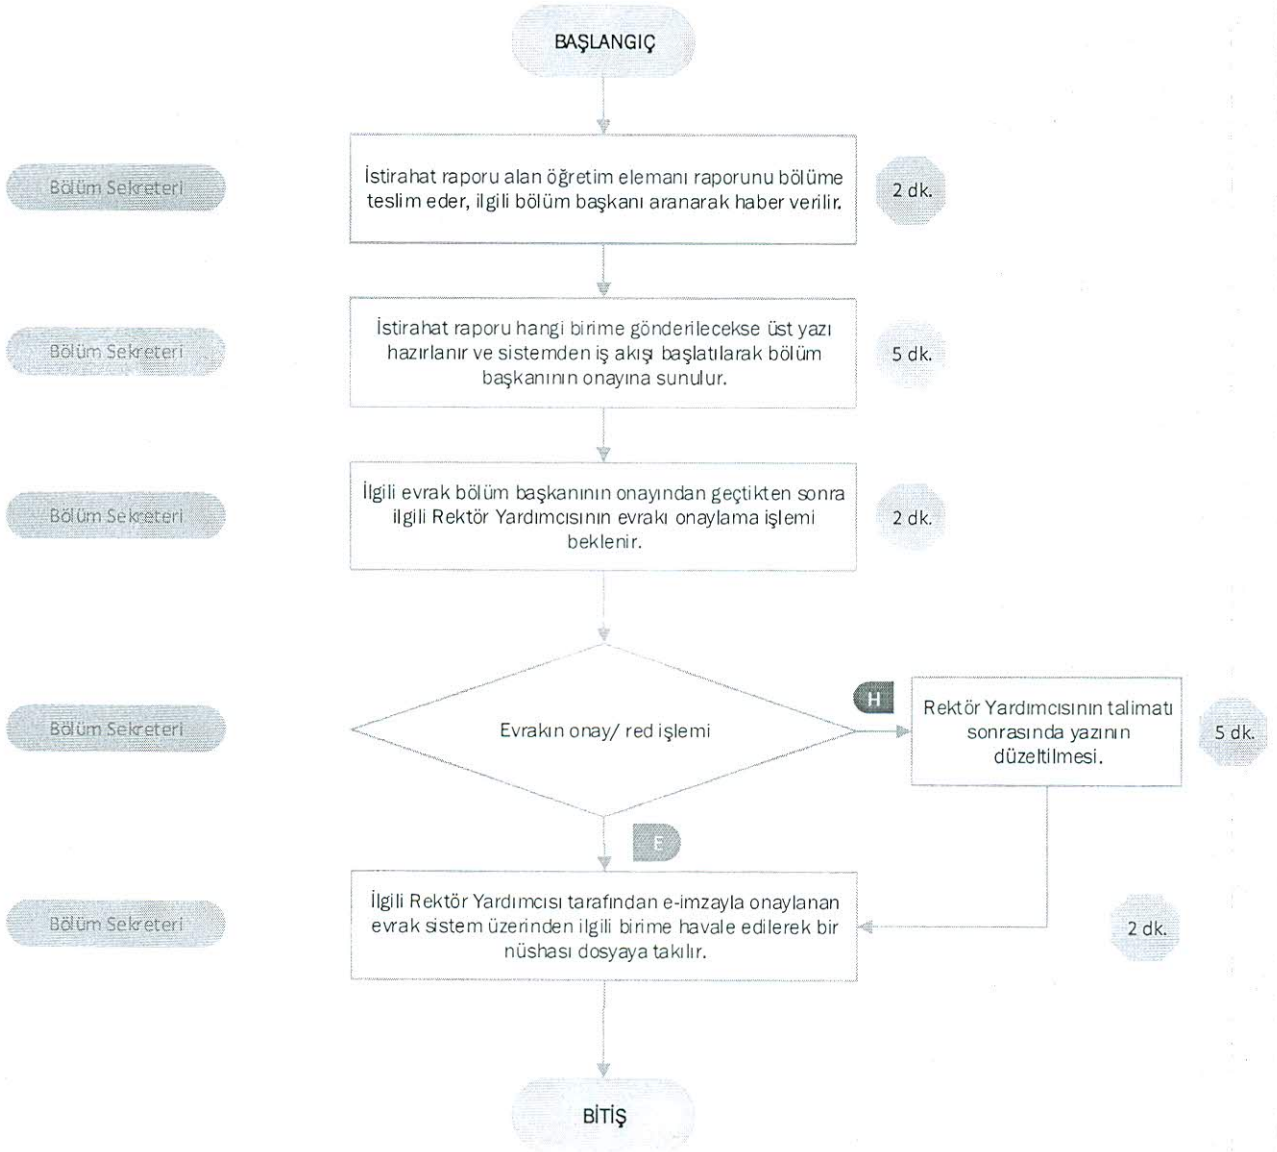 BAŞLANGIÇ
Bölüm Sekreteri
İstirahat raporu alan öğretim elemanı raporunu bölüme
teslim eder, ilgili bölüm başkanı aranarak haber verilir.
2 dk.
Bölüm Sekreteri
İstirahat raporu hangi birime gönderilecekse üst yazı
hazırlanır ve sistemden iş akışı başlatılarak bölüm
başkanının onayına sunulur.
5 dk.
Bölüm Sekreteri
İlgili evrak bölüm başkanının onayından geçtikten sonra
ilgili Rektör Yardımcısının evrakı onaylama işlemi
beklenir.
2 dk.
Bölüm Sekreteri
Evrakın onay/ red işlemi
H
Rektör Yardımcısının talimatı
sonrasında yazının
düzeltilmesi.
5 dk.
E
Bölüm Sekreteri
İlgili Rektör Yardımcısı tarafından e-imzayla onaylanan
evrak sistem üzerinden ilgili birime havale edilerek bir
nüshası dosyaya takılır.
2 dk.
BİTİŞ